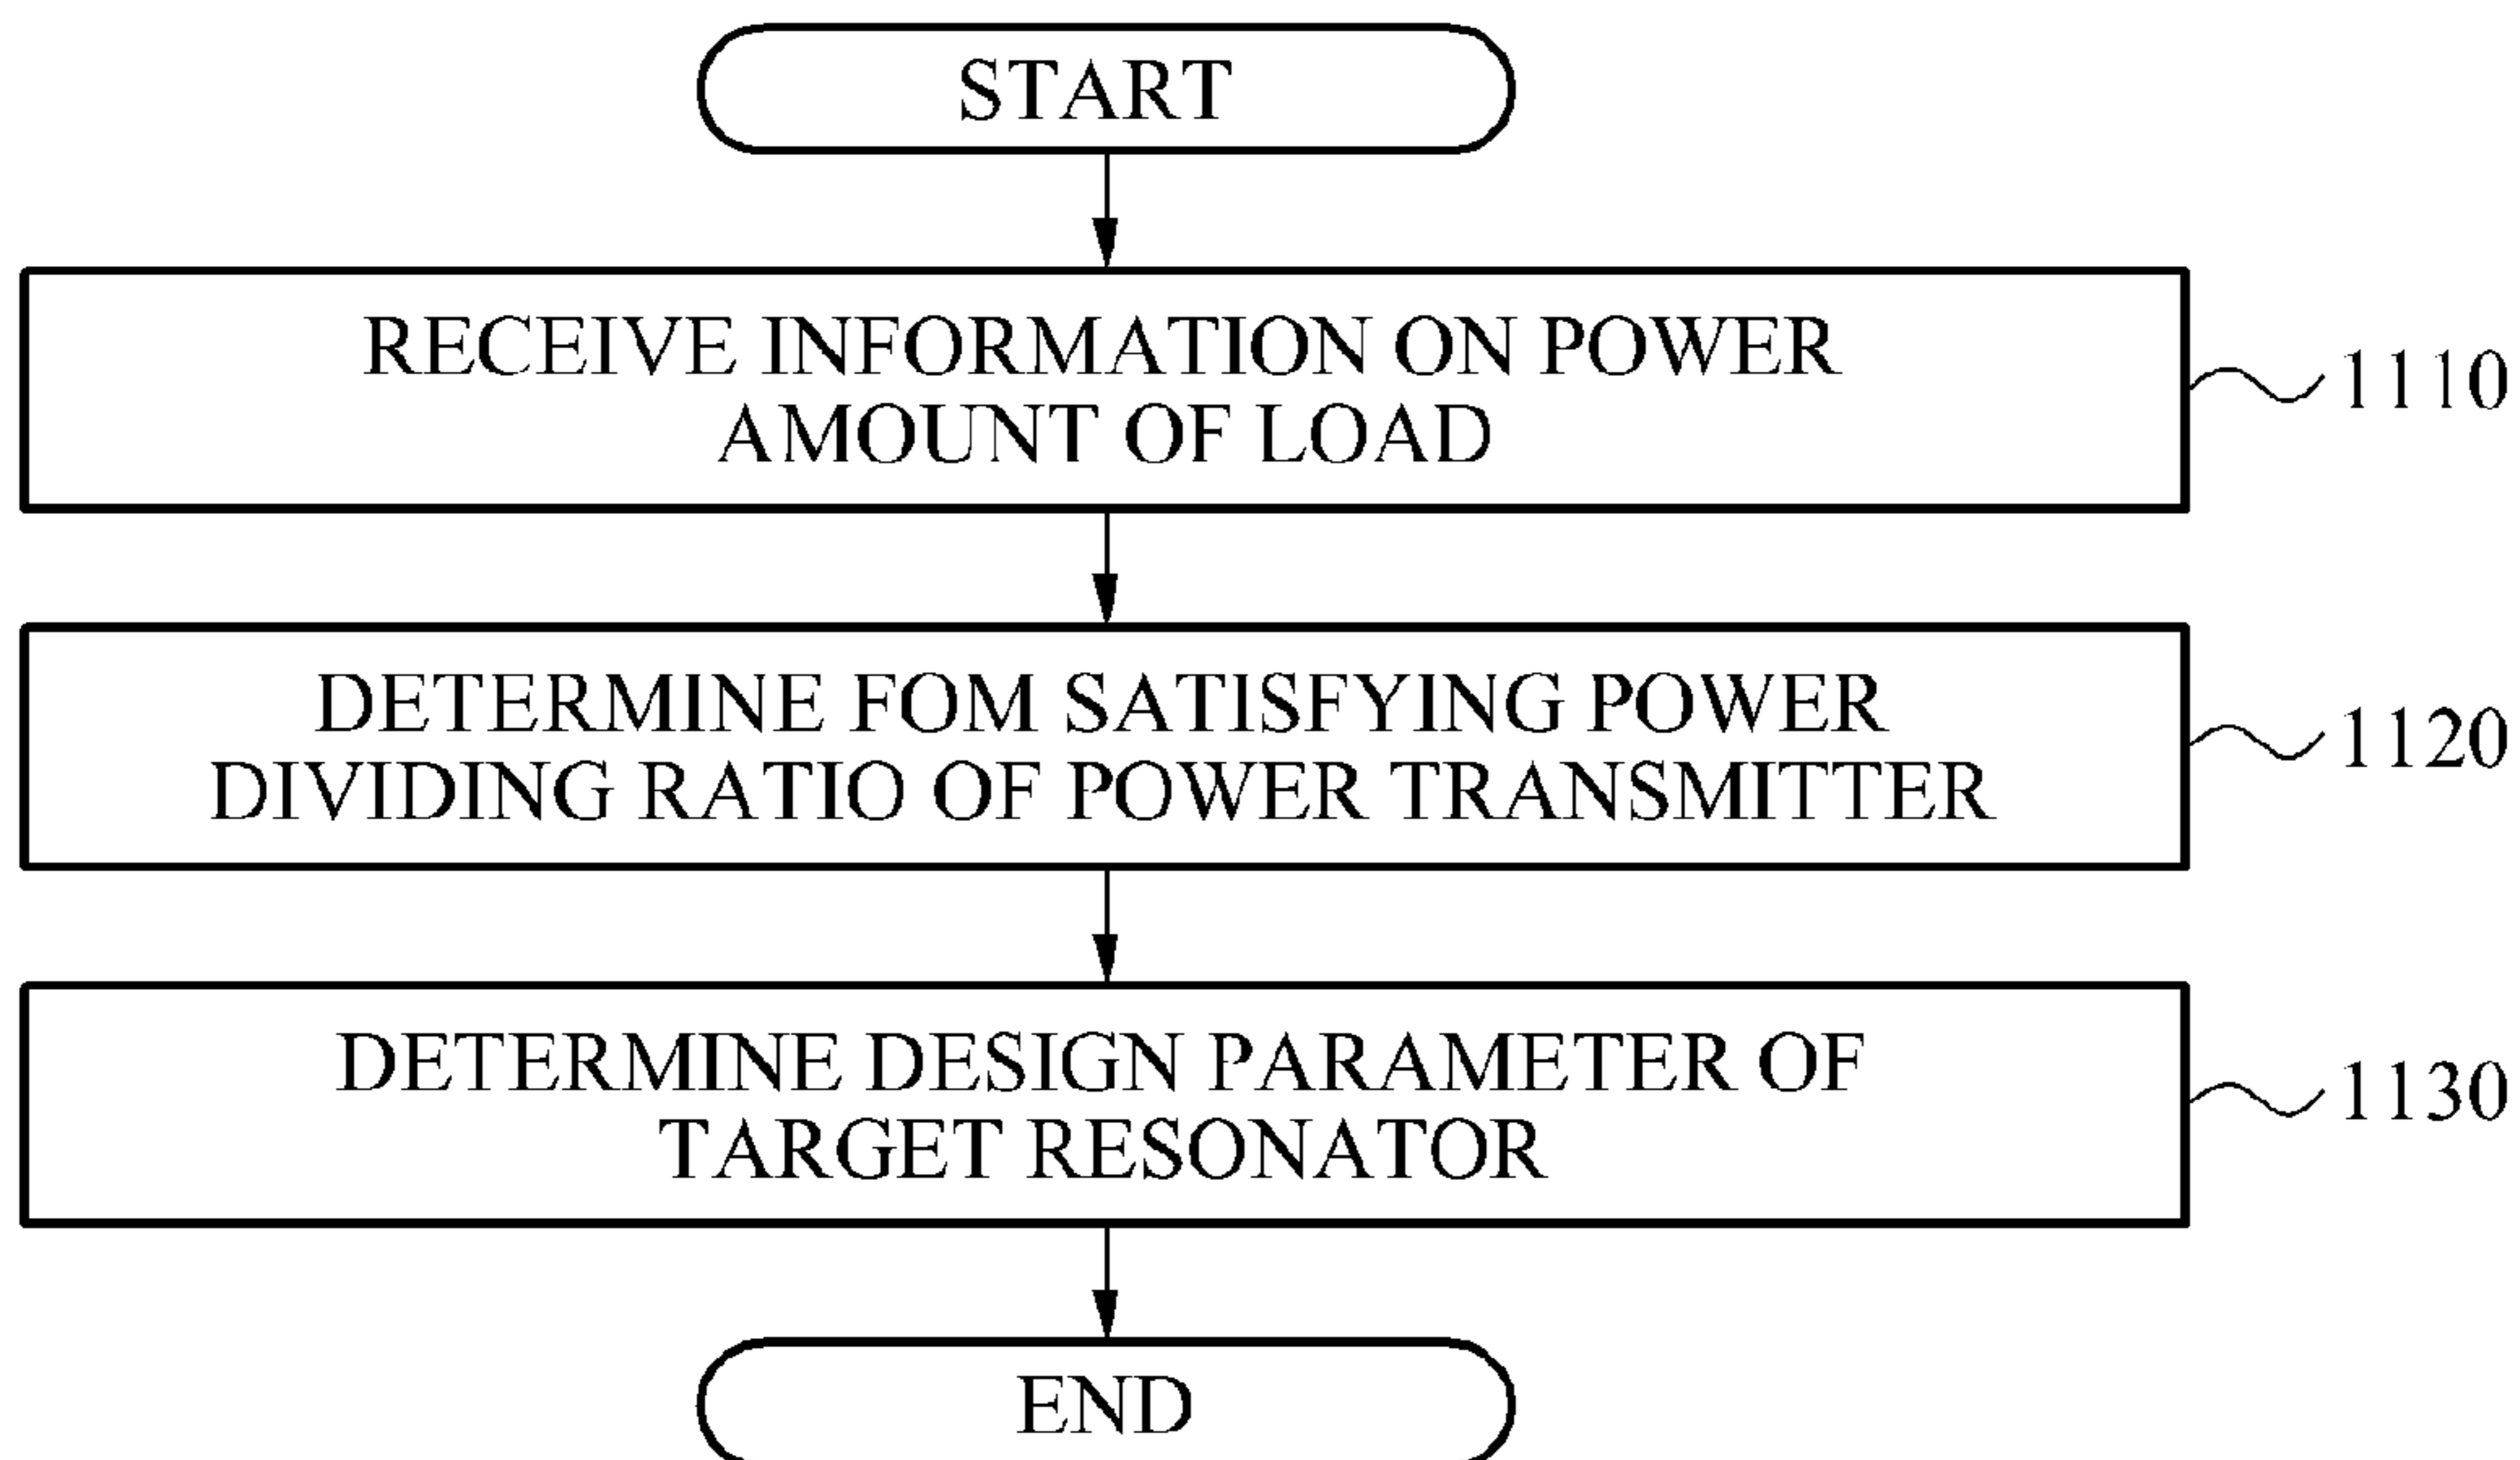 START
RECEIVE INFORMATION ON POWER
AMOUNT OF LOAD
1110
DETERMINE FOM SATISFYING POWER
DIVIDING RATIO OF POWER TRANSMITTER
1120
DETERMINE DESIGN PARAMETER OF
TARGET RESONATOR
1130
END